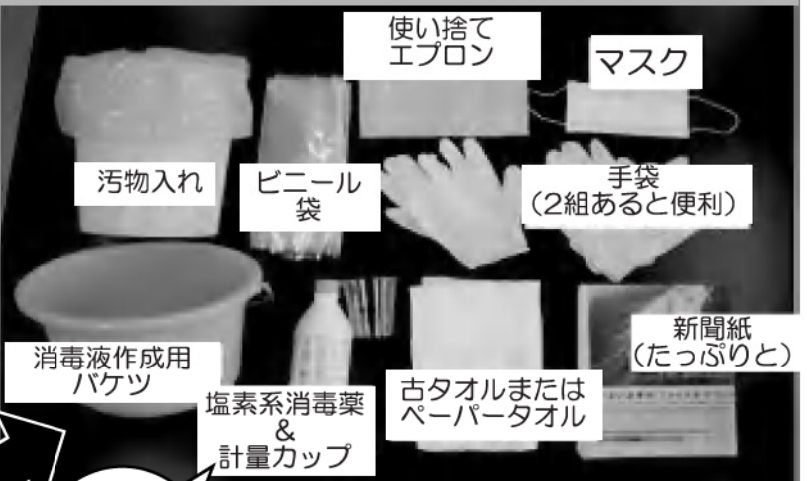 使い捨て
エプロン
マスク
汚物入れ
ビニール
袋
手袋
（2組あると便利）
消毒液作成用
バケツ
塩素系消毒薬
&
計量カップ
古タオルまたは
ペーパータオル
新聞紙
（たっぷりと）